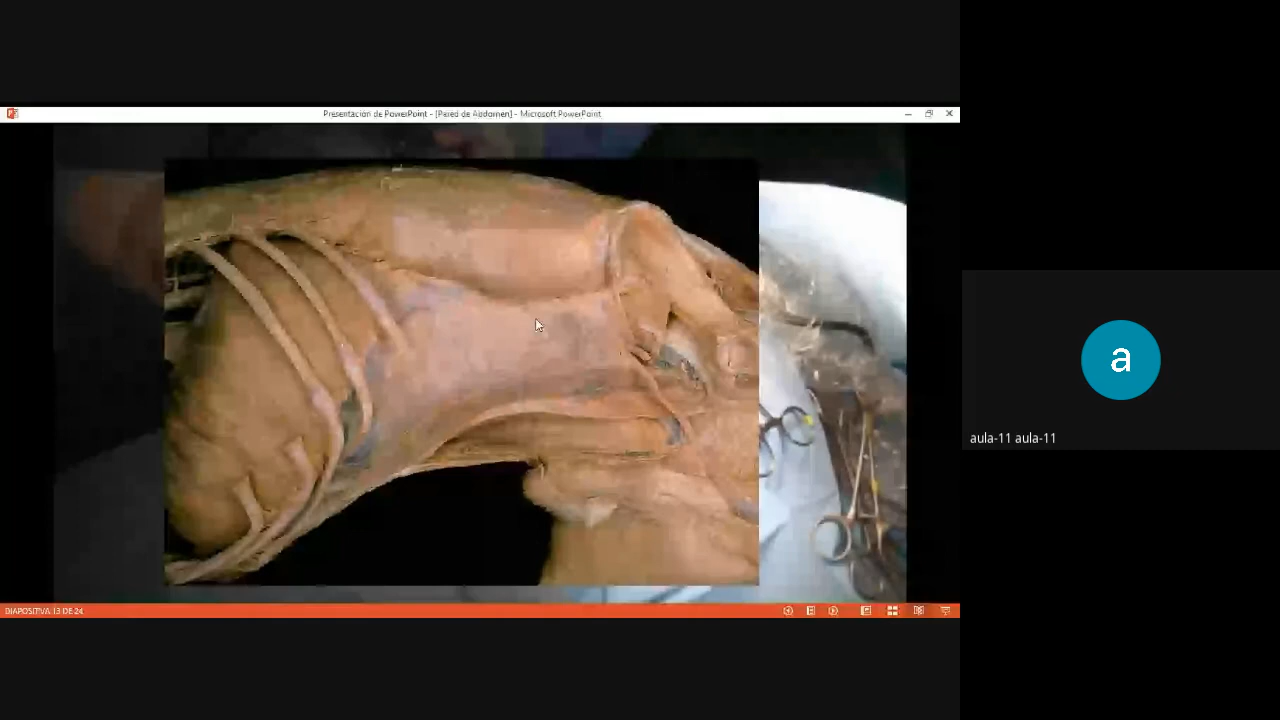 Presentación de PowerPoint - [Pared de Abdomen] - Microsoft PowerPoint
a
aula-11 aula-11
DIAPOSITIVA 13 DE 24